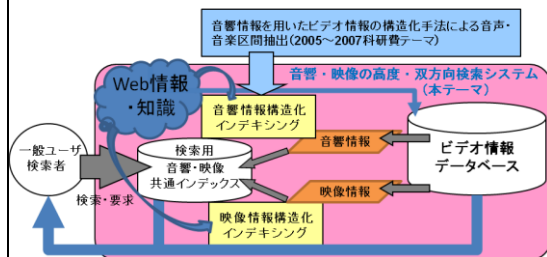 音響情報を用いたビデオ情報の構造化手法による音声・
音楽区間抽出(2005～2007科研費テーマ)
音響・映像の高度・双方向検索システム
(本テーマ)
Web情報
・知識
音響情報構造化
インデキシング
音響情報
ビデオ情報
データベース
一般ユーザ
検索者
検索用
音響・映像
共通インデックス
検索・要求
映像情報
映像情報構造化
インデキシング